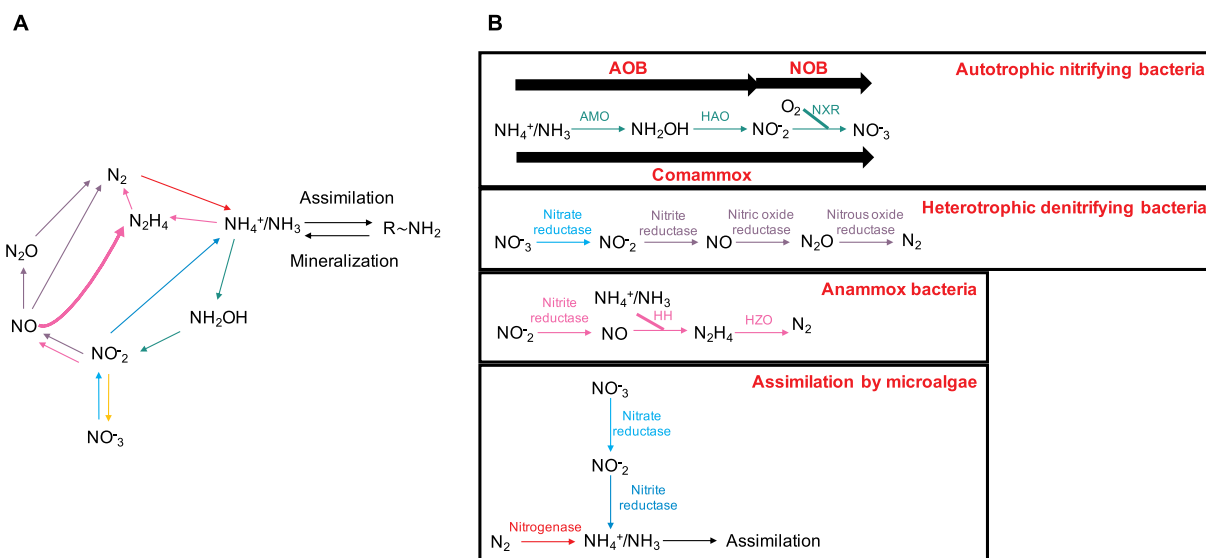 A
N₂
N₂H₄
N₂O
NO
NO⁻₂
NO⁻₃
NH₂OH
NH₄⁺/NH₃
Assimilation
Mineralization
R~NH₂
B
Autotrophic nitrifying bacteria
AOB NOB
NH₄⁺/NH₃ AMO NH₂OH HAO NO⁻₂ O₂ NXR NO⁻₃
Comammox
Heterotrophic denitrifying bacteria
Nitrate Nitrite Nitric oxide Nitrous oxide
reductase reductase reductase reductase
NO⁻₃ NO⁻₂ NO N₂O N₂
Anammox bacteria
Nitrite NH₄⁺/NH₃
reductase HH HZO
NO⁻₂ NO N₂H₄ N₂
Assimilation by microalgae
NO⁻₃
Nitrate
reductase
NO⁻₂
Nitrite
reductase
N₂ Nitrogenase NH₄⁺/NH₃ Assimilation